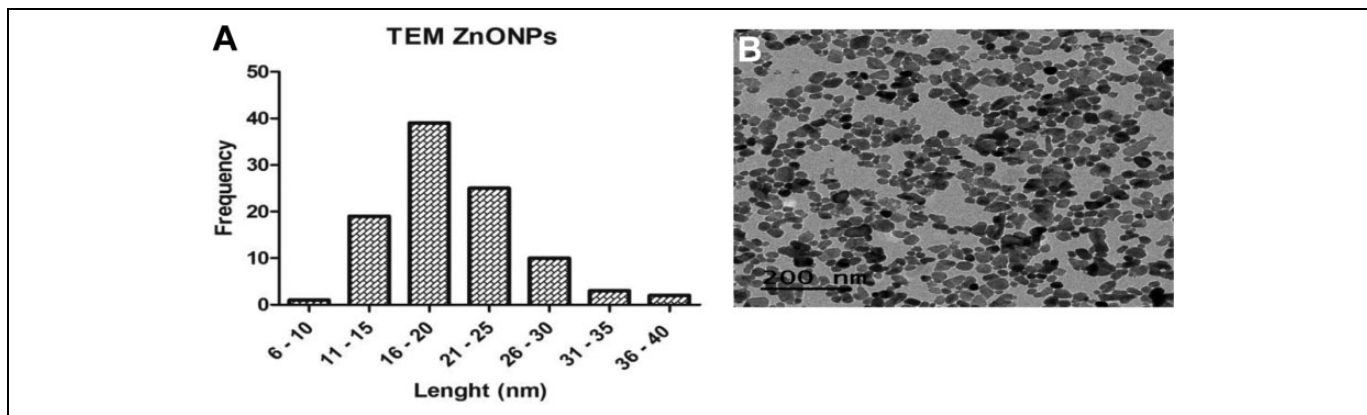 A
TEM ZnONPs
Frequency
50
40
30
20
10
0
6 - 10
11 - 15
16 - 20
21 - 25
26 - 30
31 - 35
36 - 40
Lenght (nm)
B
200 nm